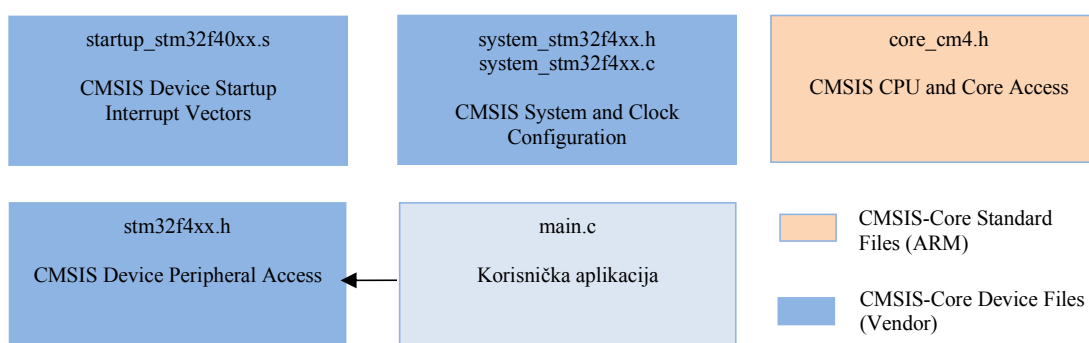 startup_stm32f40xx.s
CMSIS Device Startup
Interrupt Vectors
system_stm32f4xx.h
system_stm32f4xx.c
CMSIS System and Clock
Configuration
core_cm4.h
CMSIS CPU and Core Access
stm32f4xx.h
CMSIS Device Peripheral Access
main.c
Korisnička aplikacija
CMSIS-Core Standard
Files (ARM)
CMSIS-Core Device Files
(Vendor)